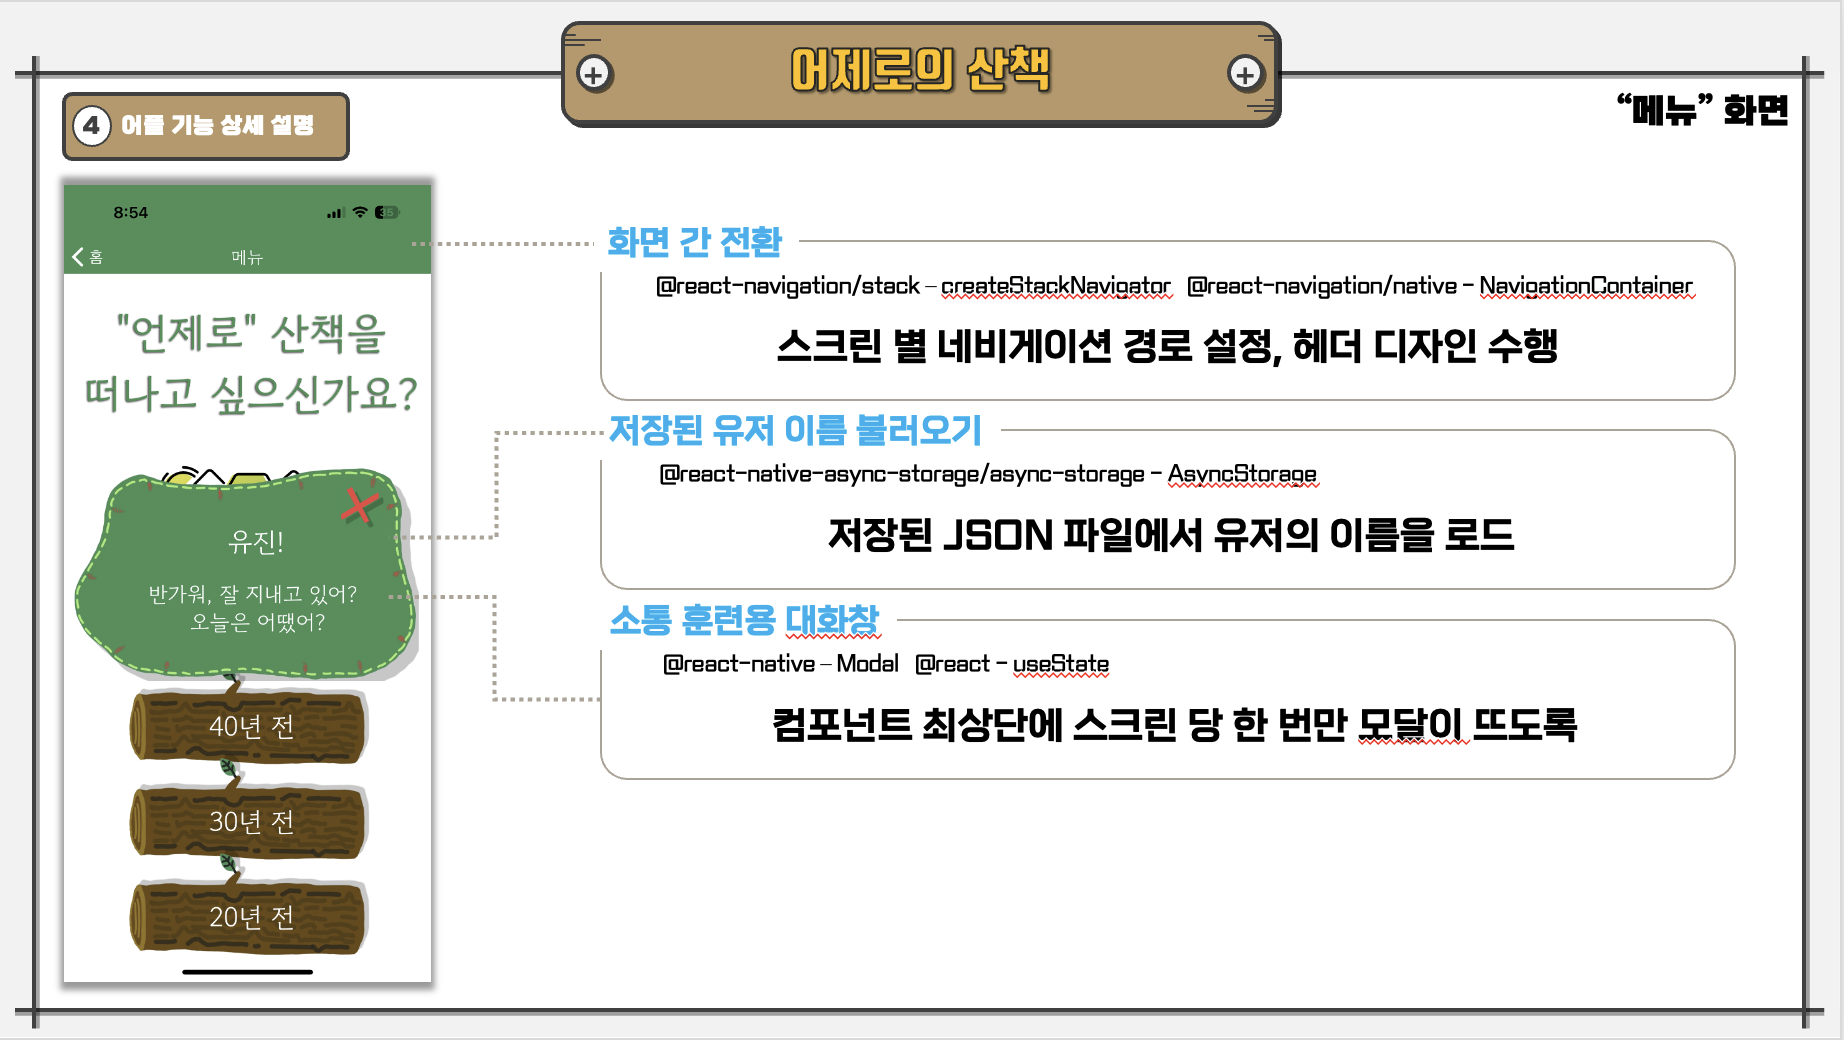 어제로의 산책
4 어플 기능 상세 설명
“메뉴” 화면
8:54
35
홈
메뉴
"언제로" 산책을
떠나고 싶으신가요?
유진!
반가워, 잘 지내고 있어?
오늘은 어땠어?
40년 전
30년 전
20년 전
화면 간 전환
@react-navigation/stack – createStackNavigator @react-navigation/native - NavigationContainer
스크린 별 네비게이션 경로 설정, 헤더 디자인 수행
저장된 유저 이름 불러오기
@react-native-async-storage/async-storage - AsyncStorage
저장된 JSON 파일에서 유저의 이름을 로드
소통 훈련용 대화창
@react-native – Modal @react - useState
컴포넌트 최상단에 스크린 당 한 번만 모달이 뜨도록